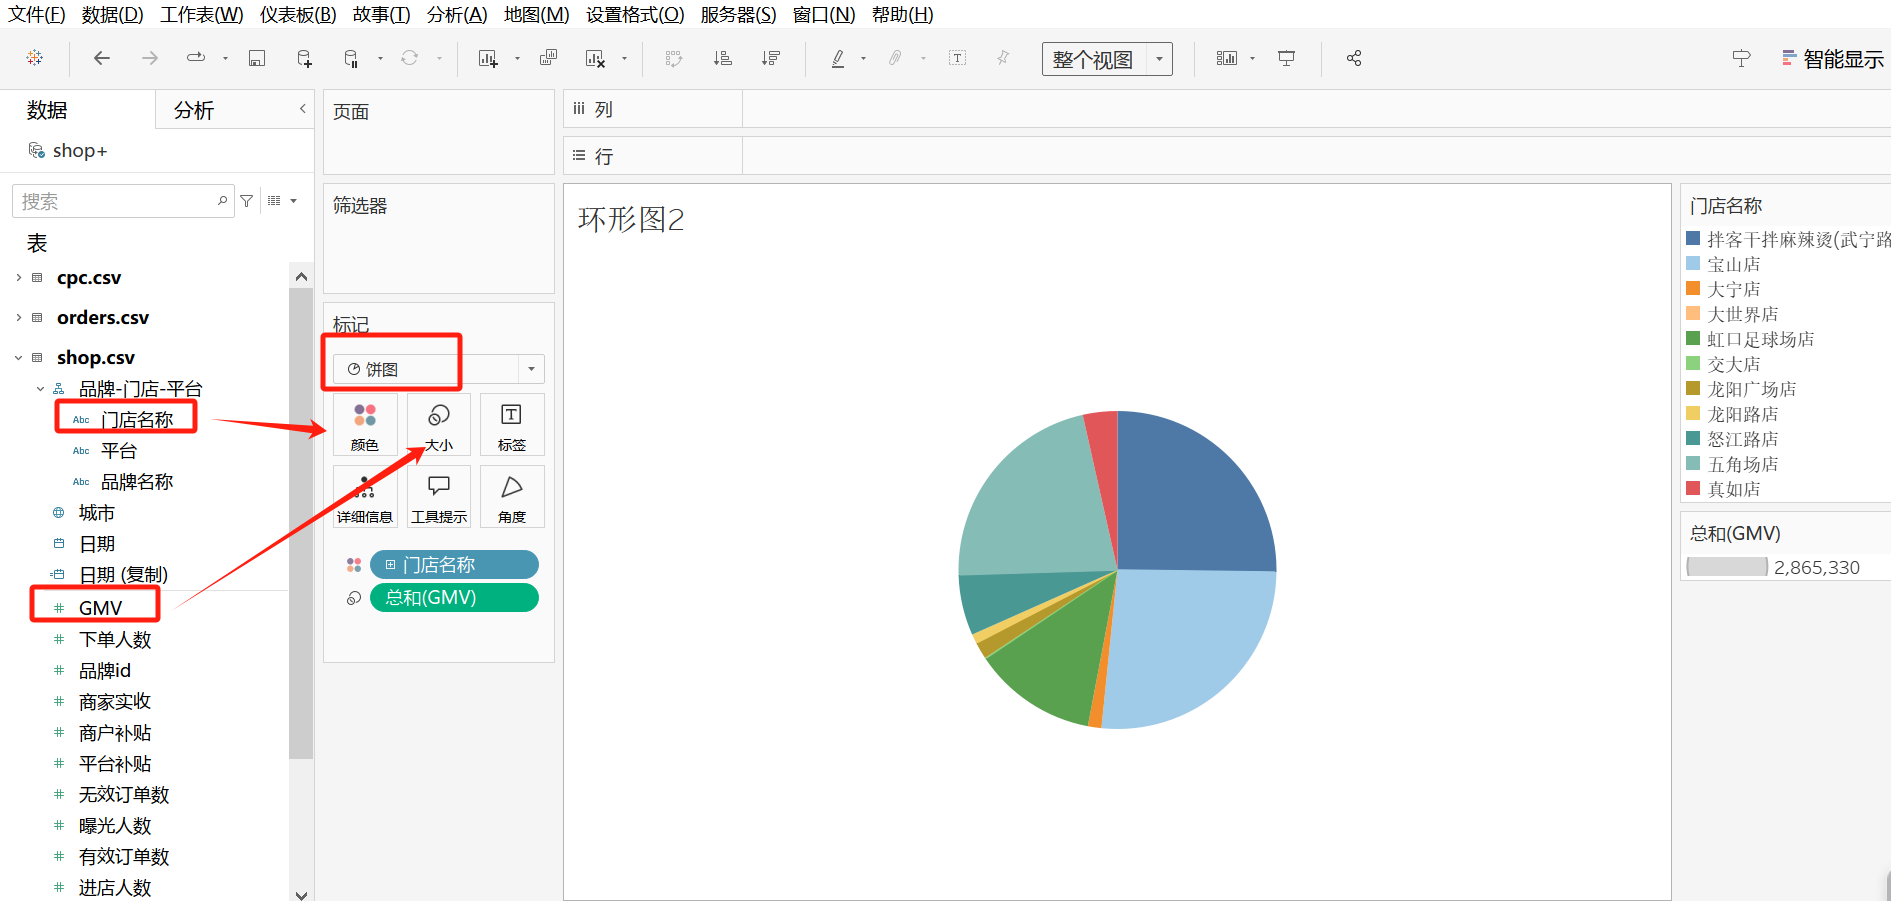 文件(F) 数据(D) 工作表(W) 仪表板(B) 故事(T) 分析(A) 地图(M) 设置格式(O) 服务器(S) 窗口(N) 帮助(H)
整个视图
智能显示
数据
分析
shop+
搜索
表
cpc.csv
orders.csv
shop.csv
品牌-门店-平台
Abc 门店名称
Abc 平台
Abc 品牌名称
城市
日期
日期 (复制)
# GMV
# 下单人数
# 品牌id
# 商家实收
# 商户补贴
# 平台补贴
# 无效订单数
# 曝光人数
# 有效订单数
# 进店人数
页面
筛选器
标记
饼图
颜色
大小
标签
详细信息
工具提示
角度
门店名称
总和(GMV)
列
行
环形图2
门店名称
拌客干拌麻辣烫(武宁路
宝山店
大宁店
大世界店
虹口足球场店
交大店
龙阳广场店
龙阳路店
怒江路店
五角场店
真如店
总和(GMV)
2,865,330